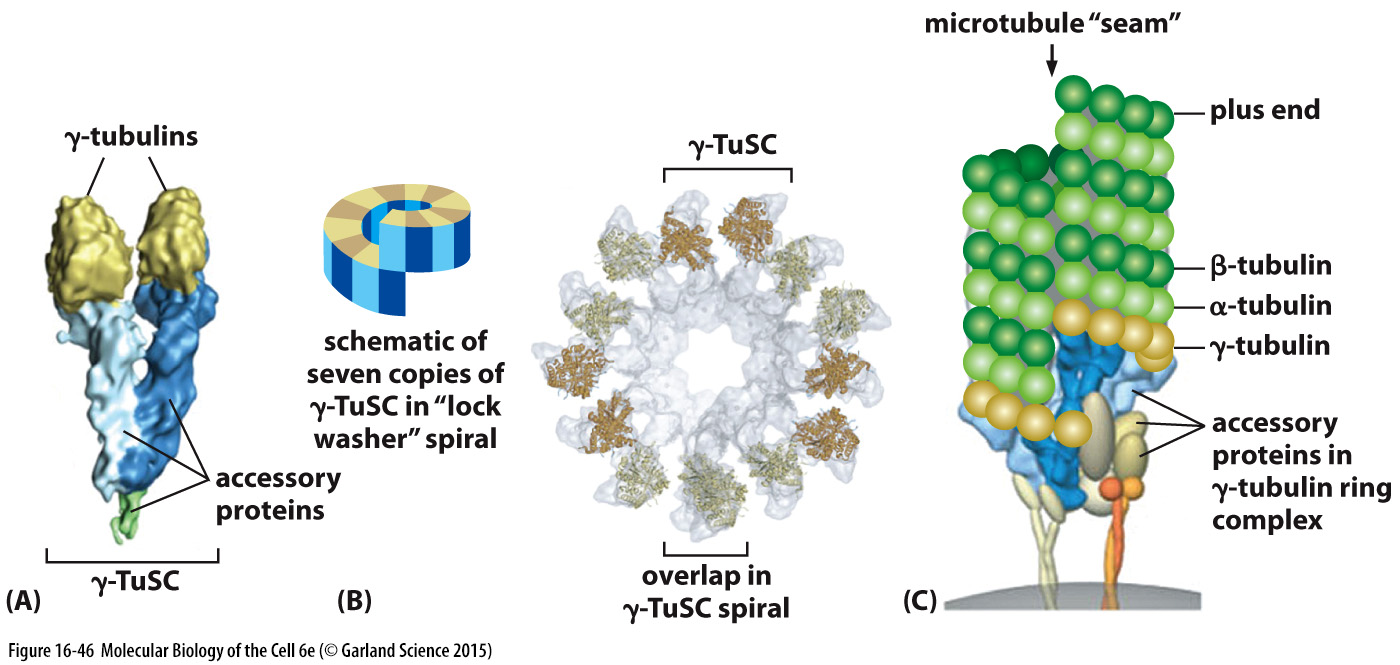 γ-tubulins
accessory
proteins
γ-TuSC
(A)
schematic of
seven copies of
γ-TuSC in “lock
washer” spiral
(B)
γ-TuSC
overlap in
γ-TuSC spiral
microtubule “seam”
plus end
β-tubulin
α-tubulin
γ-tubulin
accessory
proteins in
γ-tubulin ring
complex
(C)
Figure 16-46 Molecular Biology of the Cell 6e (© Garland Science 2015)